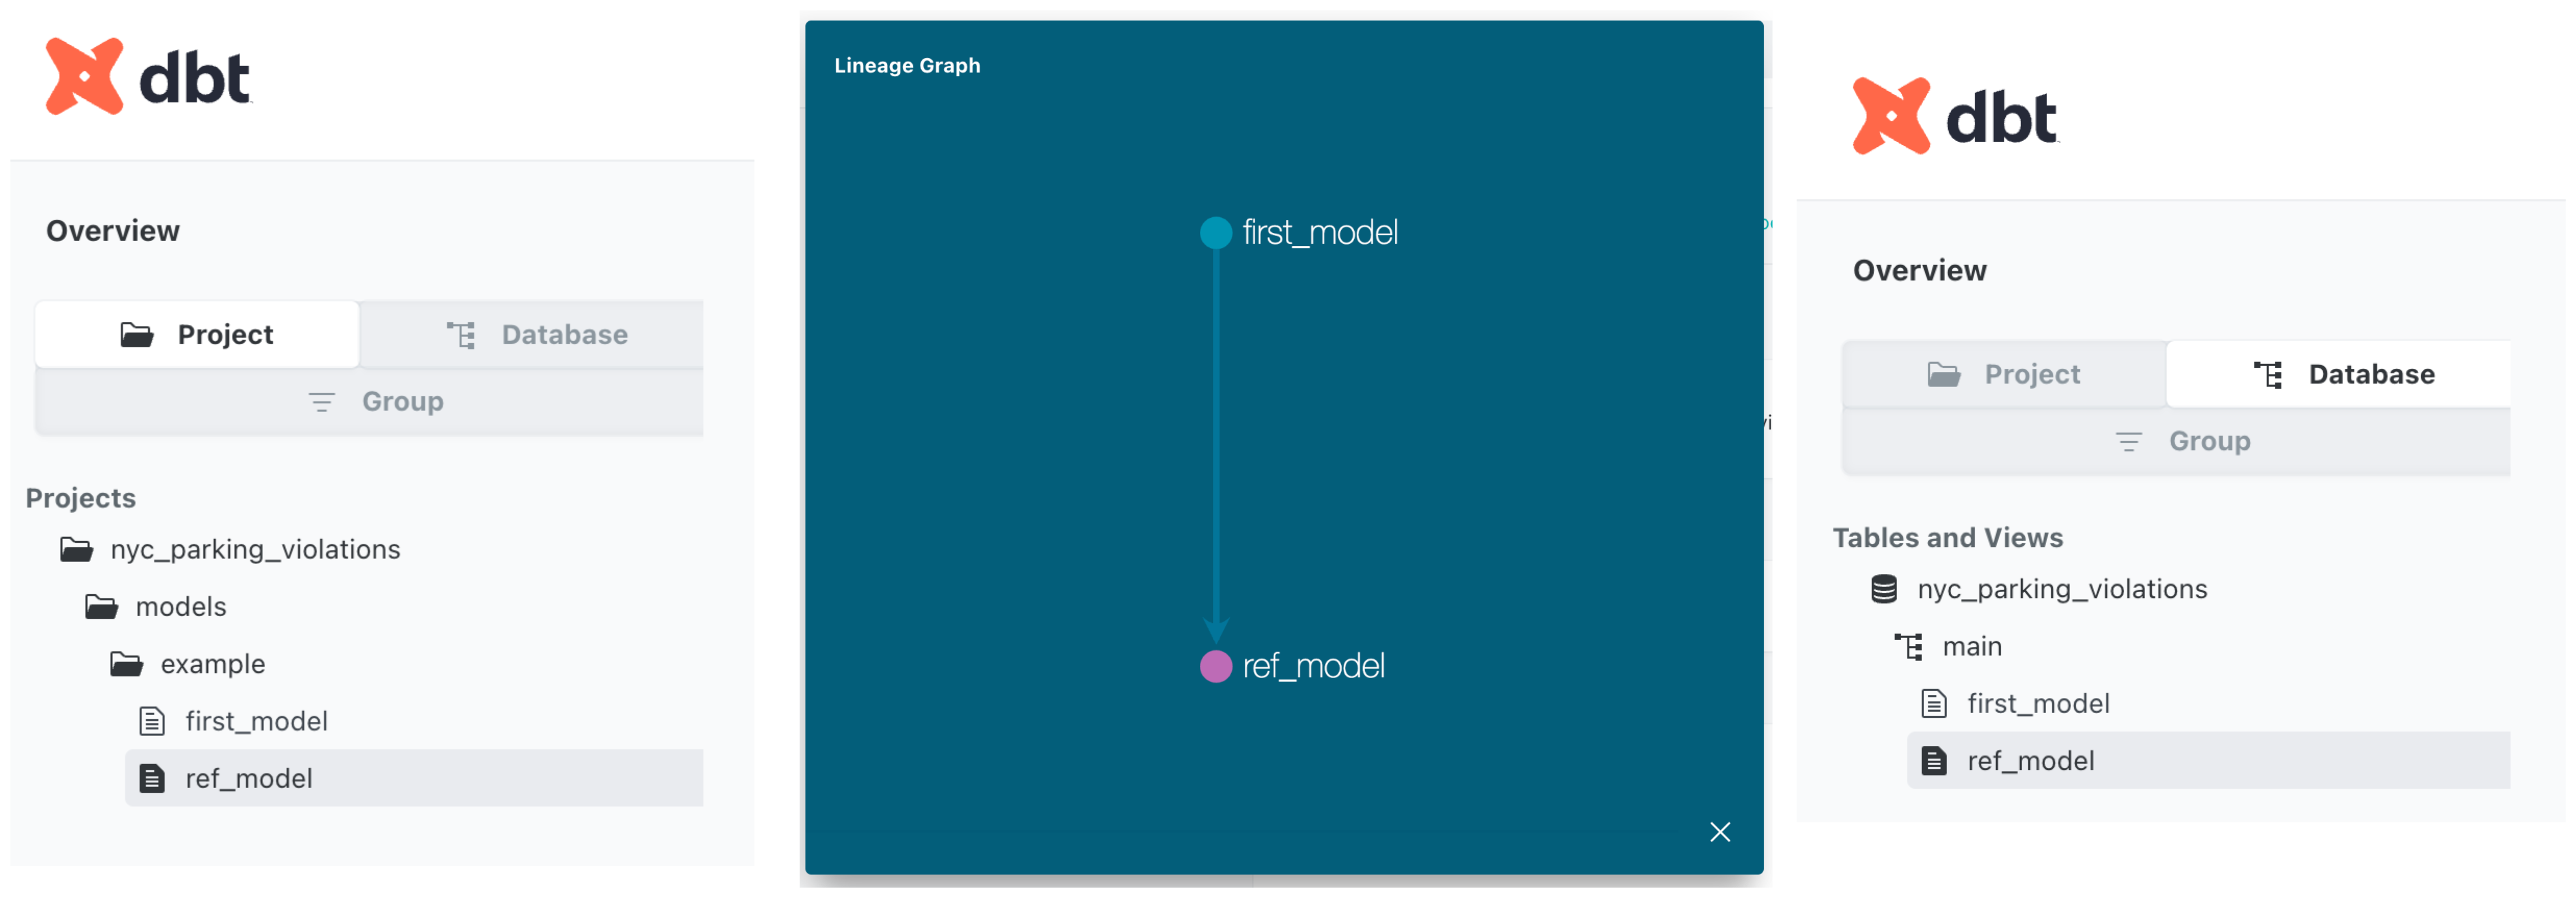 dbt
Overview
Project
Database
Group
Projects
nyc_parking_violations
models
example
first_model
ref_model
Lineage Graph
first_model
ref_model
dbt
Overview
Project
Database
Group
Tables and Views
nyc_parking_violations
main
first_model
ref_model